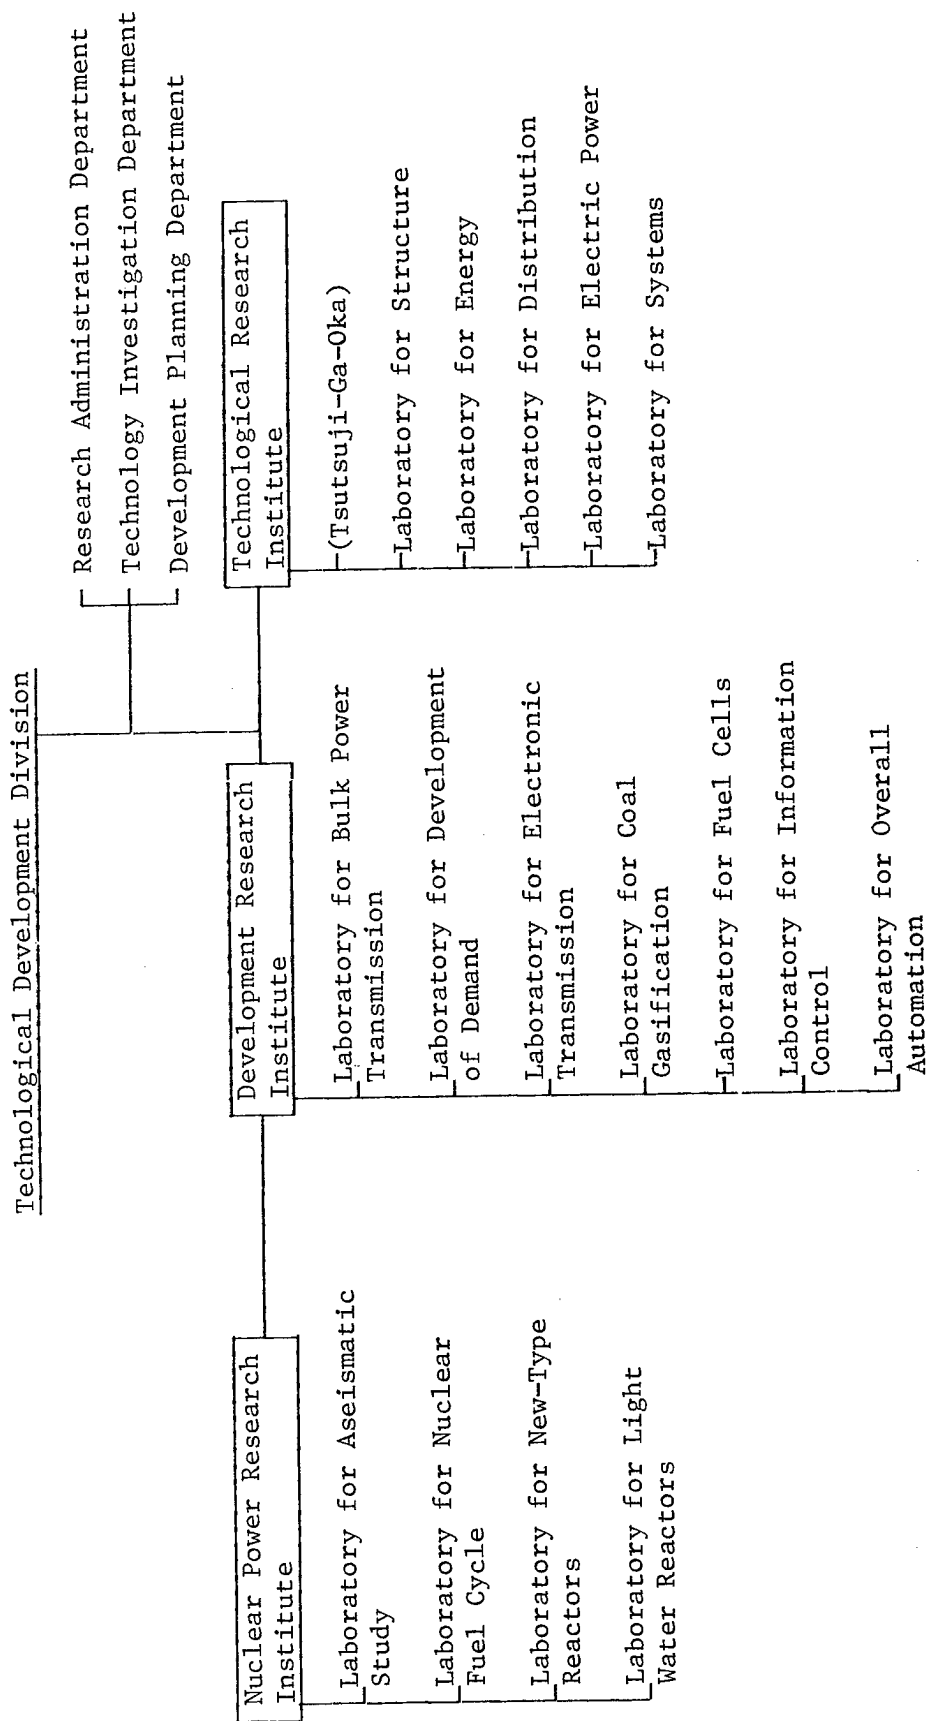 Technological Development Division
Research Administration Department
Technology Investigation Department
Development Planning Department
Nuclear Power Research
Institute
Laboratory for Aseismatic
Study
Laboratory for Nuclear
Fuel Cycle
Laboratory for New-Type
Reactors
Laboratory for Light
Water Reactors
Development Research
Institute
Laboratory for Bulk Power
Transmission
Laboratory for Development
of Demand
Laboratory for Electronic
Transmission
Laboratory for Coal
Gasification
Laboratory for Fuel Cells
Laboratory for Information
Control
Laboratory for Overall
Automation
Technological Research
Institute
(Tsutsuji-Ga-Oka)
Laboratory for Structure
Laboratory for Energy
Laboratory for Distribution
Laboratory for Electric Power
Laboratory for Systems